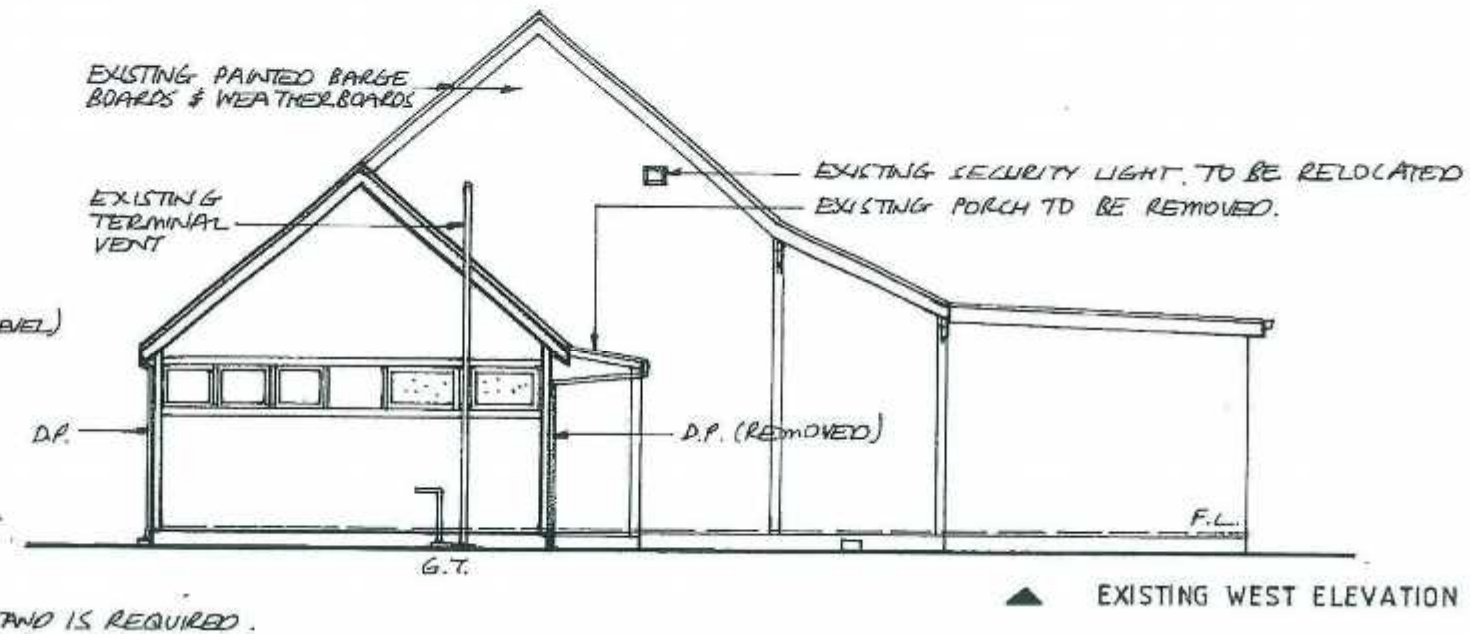 EXISTING PAINTED BARGE
BOARDS & WEATHERBOARDS
EXISTING SECURITY LIGHT. TO BE RELOCATED
EXISTING PORCH TO BE REMOVED.
EXISTING
TERMINAL
VENT
D.P.
D.P. (REMOVED)
F.L.
G.T.
EXISTING WEST ELEVATION
IS REQUIRED.